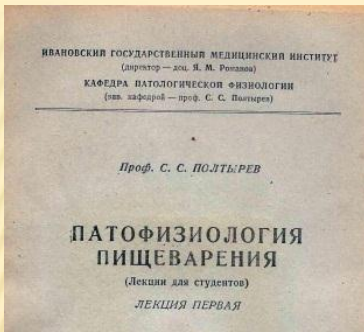 ИВАНОВСКИЙ ГОСУДАРСТВЕННЫЙ МЕДИЦИНСКИЙ ИНСТИТУТ
(директор — доц. Я. М. Романов)
КАФЕДРА ПАТОЛОГИЧЕСКОЙ ФИЗИОЛОГИИ
(зав. кафедрой — проф. С. С. Полтырев)
Проф. С. С. ПОЛТЫРЕВ
ПАТОФИЗИОЛОГИЯ
ПИЩЕВАРЕНИЯ
(Лекции для студентов)
ЛЕКЦИЯ ПЕРВАЯ